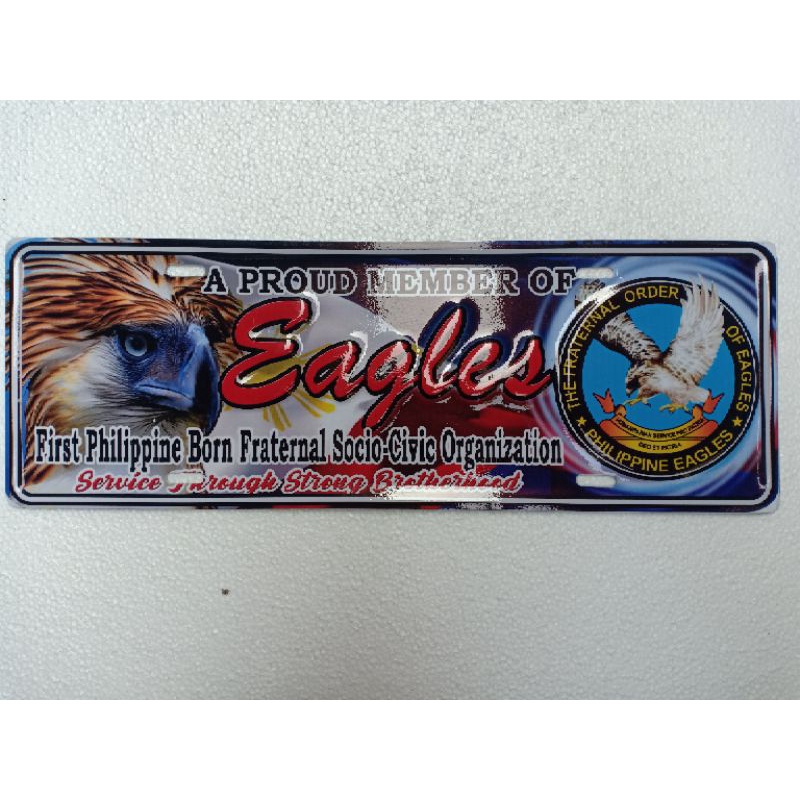 A PROUD MEMBER OF
Eagles
First Philippine Born Fraternal Socio-Civic Organization
Service Through Strong Brotherhood
THE FRATERNAL ORDER OF EAGLES
★ PHILIPPINE EAGLES ★